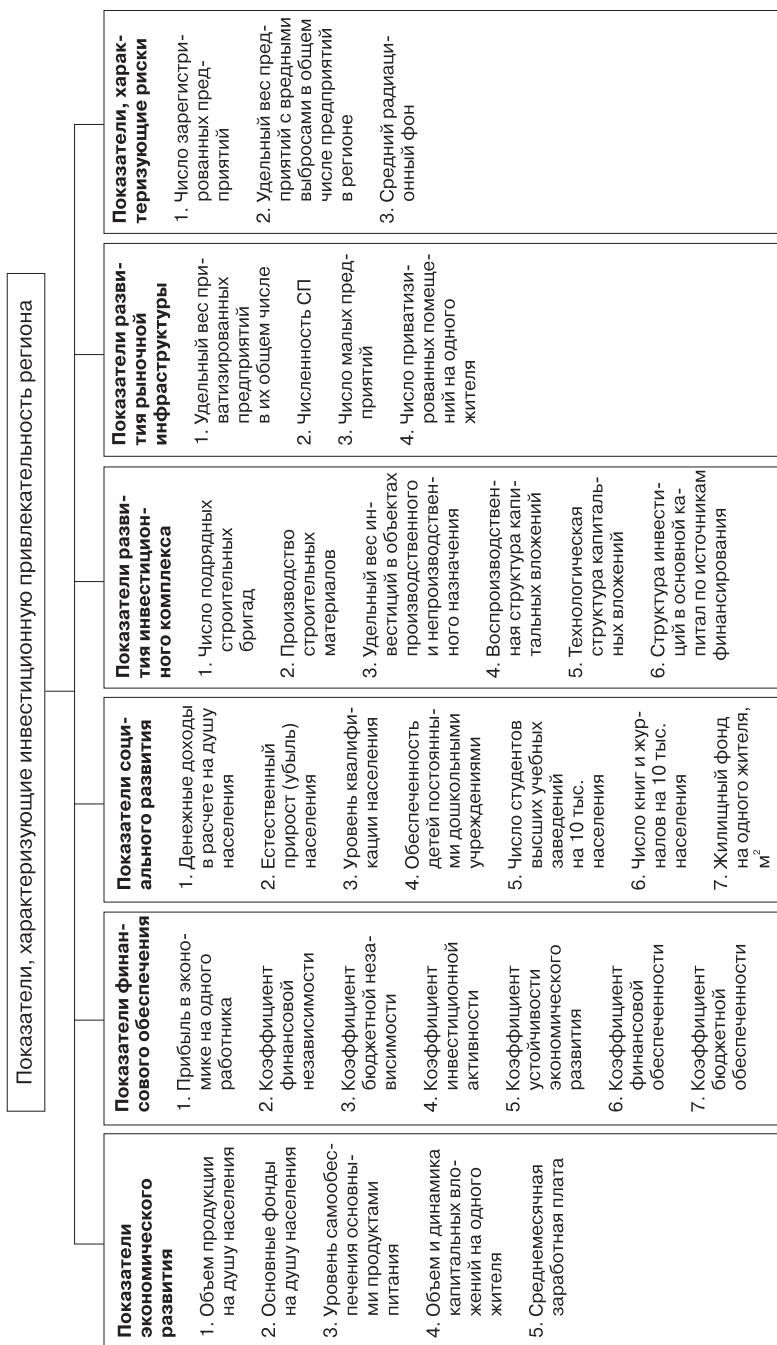 Показатели, характеризующие инвестиционную привлекательность региона
Показатели
экономического
развития
1. Объем продукции
на душу населения
2. Основные фонды
на душу населения
3. Уровень самообес-
печения основны-
ми продуктами
питания
4. Объем и динамика
капитальных вло-
жений на одного
жителя
5. Среднемесячная
заработная плата
Показатели финан-
сового обеспечения
1. Прибыль в эконо-
мике на одного
работника
2. Коэффициент
финансовой
независимости
3. Коэффициент
бюджетной неза-
висимости
4. Коэффициент
инвестиционной
активности
5. Коэффициент
устойчивости
экономического
развития
6. Коэффициент
финансовой
обеспеченности
7. Коэффициент
бюджетной
обеспеченности
Показатели соци-
ального развития
1. Денежные доходы
в расчете на душу
населения
2. Естественный
прирост (убыль)
населения
3. Уровень квалифи-
кации населения
4. Обеспеченность
детей постоянны-
ми дошкольными
учреждениями
5. Число студентов
высших учебных
заведений
на 10 тыс.
населения
6. Число книг и жур-
налов на 10 тыс.
населения
7. Жилищный фонд
на одного жителя,
м²
Показатели разви-
тия инвестицион-
ного комплекса
1. Число подрядных
строительных
бригад
2. Производство
строительных
материалов
3. Удельный вес ин-
вестиций в объектах
производственного
и непроизводствен-
ного назначения
4. Воспроизводствен-
ная структура капи-
тальных вложений
5. Технологическая
структура капиталь-
ных вложений
6. Структура инвести-
ций в основной ка-
питал по источникам
финансирования
Показатели разви-
тия рыночной
инфраструктуры
1. Удельный вес при-
ватизированных
предприятий
в их общем числе
2. Численность СП
3. Число малых пред-
приятий
4. Число приватизи-
рованных помеще-
ний на одного
жителя
Показатели, харак-
теризующие риски
1. Число зарегистри-
рованных пред-
приятий
2. Удельный вес пред-
приятий с вредными
выбросами в общем
числе предприятий
в регионе
3. Средний радиаци-
онный фон